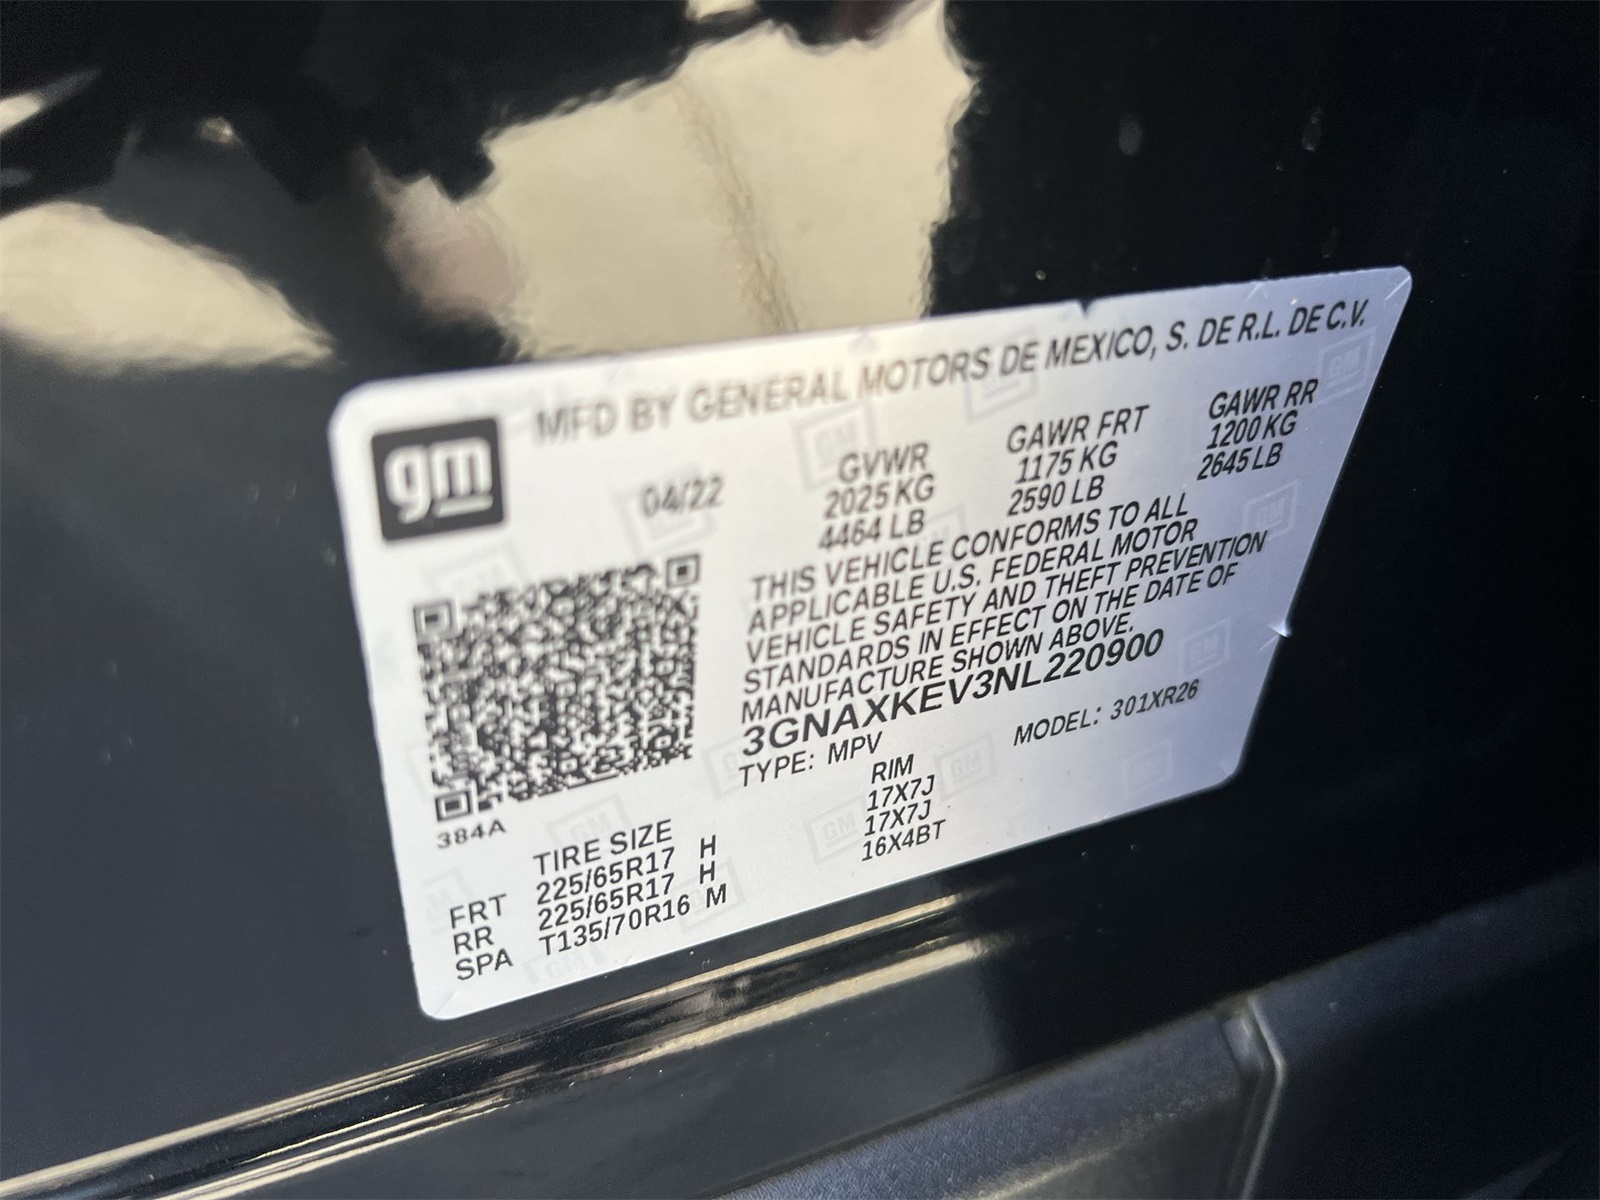 MFD BY GENERAL MOTORS DE MEXICO, S. DE R.L. DE C.V.
gm
04/22
GVWR
2025 KG
4464 LB
GAWR FRT
1175 KG
2590 LB
GAWR RR
1200 KG
2645 LB
THIS VEHICLE CONFORMS TO ALL
APPLICABLE U.S. FEDERAL MOTOR
VEHICLE SAFETY AND THEFT PREVENTION
STANDARDS IN EFFECT ON THE DATE OF
MANUFACTURE SHOWN ABOVE.
3GNAXKEV3NL220900
TYPE: MPV
MODEL: 301XR26
384A
TIRE SIZE
RIM
FRT 225/65R17 H 17X7J
RR 225/65R17 H 17X7J
SPA T135/70R16 M 16X4BT